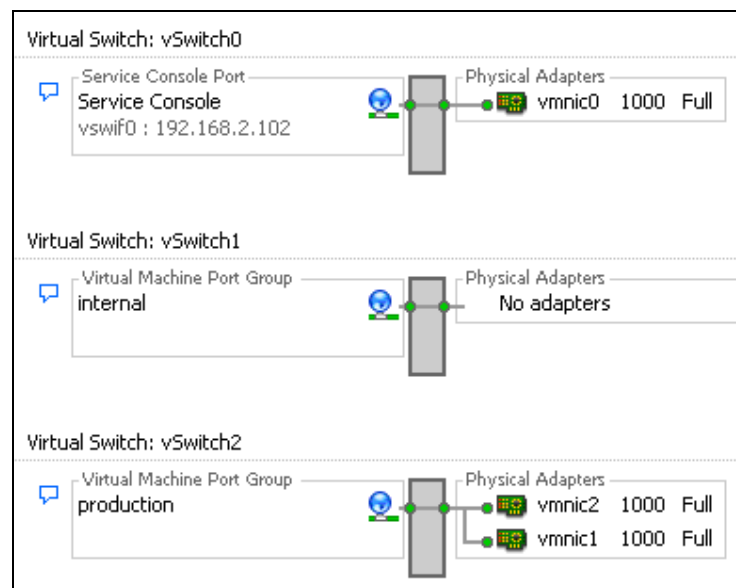 Virtual Switch: vSwitch0
Service Console Port
Physical Adapters
Service Console
vmnic0 1000 Full
vswif0 : 192.168.2.102
Virtual Switch: vSwitch1
Virtual Machine Port Group
Physical Adapters
internal
No adapters
Virtual Switch: vSwitch2
Virtual Machine Port Group
Physical Adapters
production
vmnic2 1000 Full
vmnic1 1000 Full